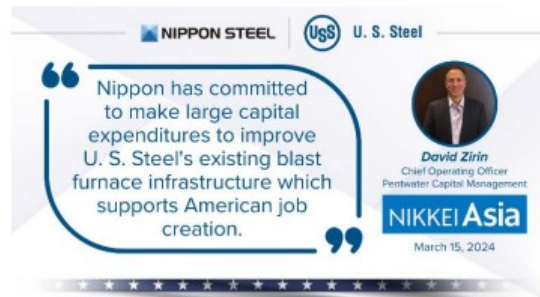 NIPPON STEEL
USS
U. S. Steel
Nippon has committed
to make large capital
expenditures to improve
U. S. Steel's existing blast
furnace infrastructure which
supports American job
creation.
David Zirin
Chief Operating Officer
Pentwater Capital Management
NIKKEI Asia
March 15, 2024